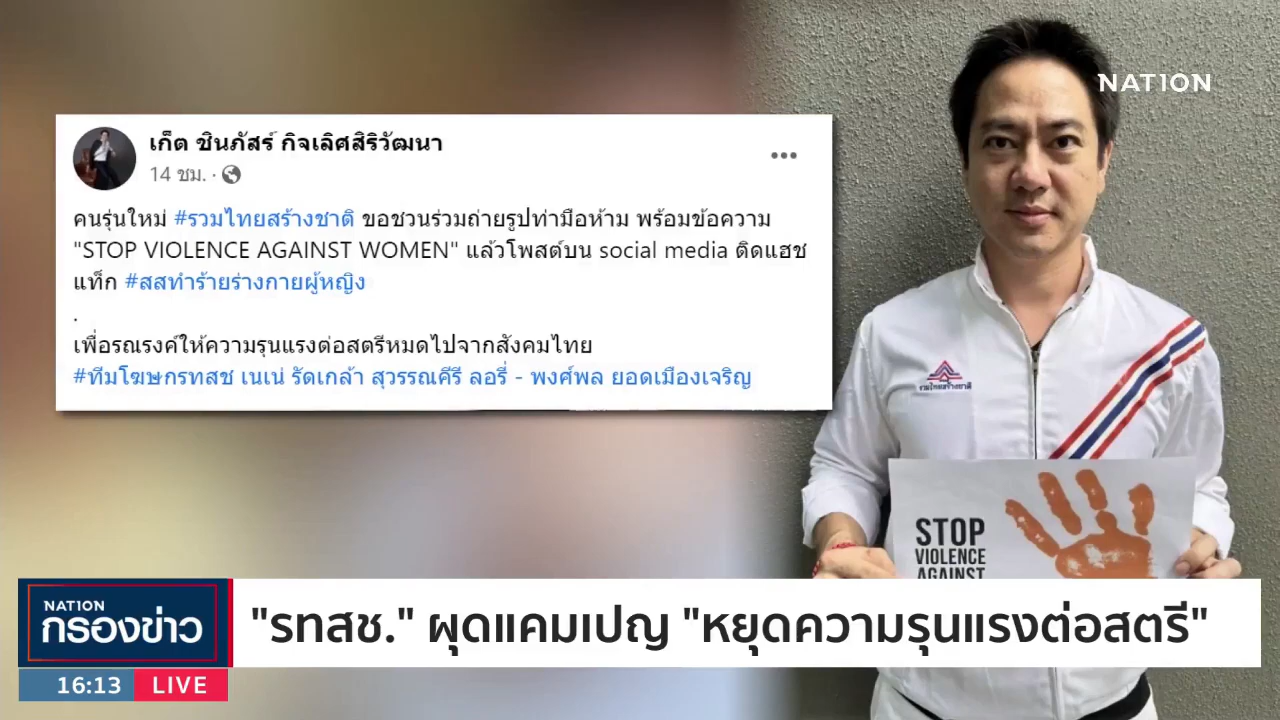 NATION
เก็ต ชินภัสร์ กิจเลิศสิริวัฒนา
14 ชม. ·
คนรุ่นใหม่ #รวมไทยสร้างชาติ ขอชวนร่วมถ่ายรูปท่ามือห้าม พร้อมข้อความ
"STOP VIOLENCE AGAINST WOMEN" แล้วโพสต์บน social media ติดแฮช
แท็ก #สสทำร้ายร่างกายผู้หญิง
.
เพื่อรณรงค์ให้ความรุนแรงต่อสตรีหมดไปจากสังคมไทย
#ทีมโฆษกรทสช เนเน่ รัดเกล้า สุวรรณคีรี ลอรี่ - พงศ์พล ยอดเมืองเจริญ
รวมไทยสร้างชาติ
STOP
VIOLENCE
AGAINST
NATION
กรองข่าว
"รทสช." ผุดแคมเปญ "หยุดความรุนแรงต่อสตรี"
16:13 LIVE